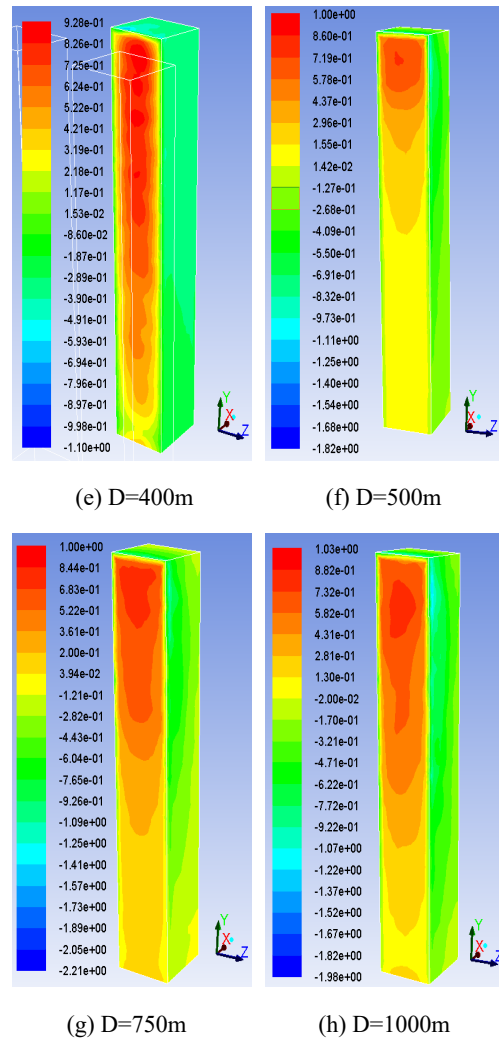 9.28e-01
8.26e-01
7.25e-01
6.24e-01
5.22e-01
4.21e-01
3.19e-01
2.18e-01
1.17e-01
1.53e-02
-8.60e-02
-1.87e-01
-2.89e-01
-3.90e-01
-4.91e-01
-5.93e-01
-6.94e-01
-7.96e-01
-8.97e-01
-9.98e-01
-1.10e+00
Y
X
Z
(e) D=400m
1.00e+00
8.60e-01
7.19e-01
5.78e-01
4.37e-01
2.96e-01
1.55e-01
1.42e-02
-1.27e-01
-2.68e-01
-4.09e-01
-5.50e-01
-6.91e-01
-8.32e-01
-9.73e-01
-1.11e+00
-1.25e+00
-1.40e+00
-1.54e+00
-1.68e+00
-1.82e+00
Y
X
Z
(f) D=500m
1.00e+00
8.44e-01
6.83e-01
5.22e-01
3.61e-01
2.00e-01
3.94e-02
-1.21e-01
-2.82e-01
-4.43e-01
-6.04e-01
-7.65e-01
-9.26e-01
-1.09e+00
-1.25e+00
-1.41e+00
-1.57e+00
-1.73e+00
-1.89e+00
-2.05e+00
-2.21e+00
Y
X
Z
(g) D=750m
1.03e+00
8.82e-01
7.32e-01
5.82e-01
4.31e-01
2.81e-01
1.30e-01
-2.00e-02
-1.70e-01
-3.21e-01
-4.71e-01
-6.22e-01
-7.72e-01
-9.22e-01
-1.07e+00
-1.22e+00
-1.37e+00
-1.52e+00
-1.67e+00
-1.82e+00
-1.98e+00
Y
X
Z
(h) D=1000m